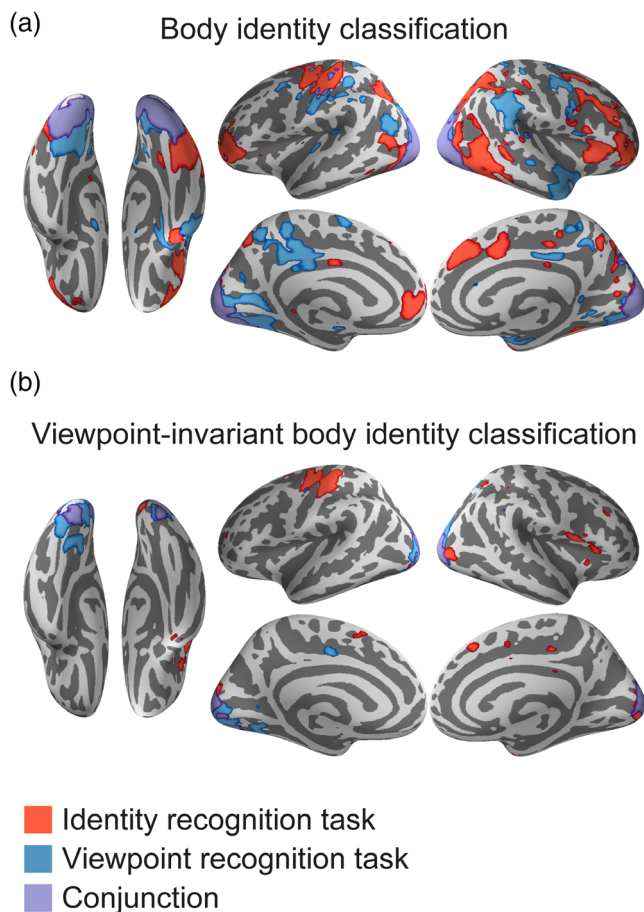 (a)
Body identity classification
(b)
Viewpoint-invariant body identity classification
Identity recognition task
Viewpoint recognition task
Conjunction